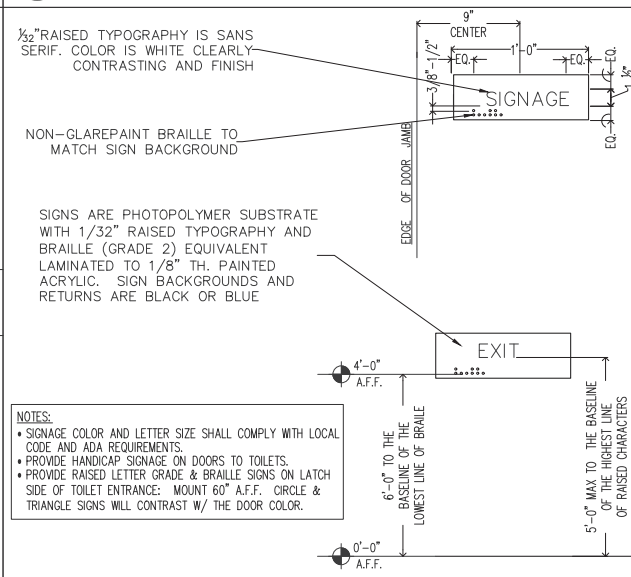 1/32"RAISED TYPOGRAPHY IS SANS
SERIF. COLOR IS WHITE CLEARLY
CONTRASTING AND FINISH
NON-GLAREPAINT BRAILLE TO
MATCH SIGN BACKGROUND
SIGNS ARE PHOTOPOLYMER SUBSTRATE
WITH 1/32" RAISED TYPOGRAPHY AND
BRAILLE (GRADE 2) EQUIVALENT
LAMINATED TO 1/8" TH. PAINTED
ACRYLIC. SIGN BACKGROUNDS AND
RETURNS ARE BLACK OR BLUE
9"
CENTER
1'-0"
EQ.
EQ.
3/8"-1/2"
SIGNAGE
EQ.
EQ.
EDGE OF DOOR JAMB
EXIT
4'-0"
A.F.F.
6'-0" TO THE
BASELINE OF THE
LOWEST LINE OF BRAILE
5'-0" MAX TO THE BASELINE
OF THE HIGHEST LINE
OF RAISED CHARACTERS
0'-0"
A.F.F.
NOTES:
• SIGNAGE COLOR AND LETTER SIZE SHALL COMPLY WITH LOCAL
CODE AND ADA REQUIREMENTS.
• PROVIDE HANDICAP SIGNAGE ON DOORS TO TOILETS.
• PROVIDE RAISED LETTER GRADE & BRAILLE SIGNS ON LATCH
SIDE OF TOILET ENTRANCE: MOUNT 60" A.F.F. CIRCLE &
TRIANGLE SIGNS WILL CONTRAST W/ THE DOOR COLOR.